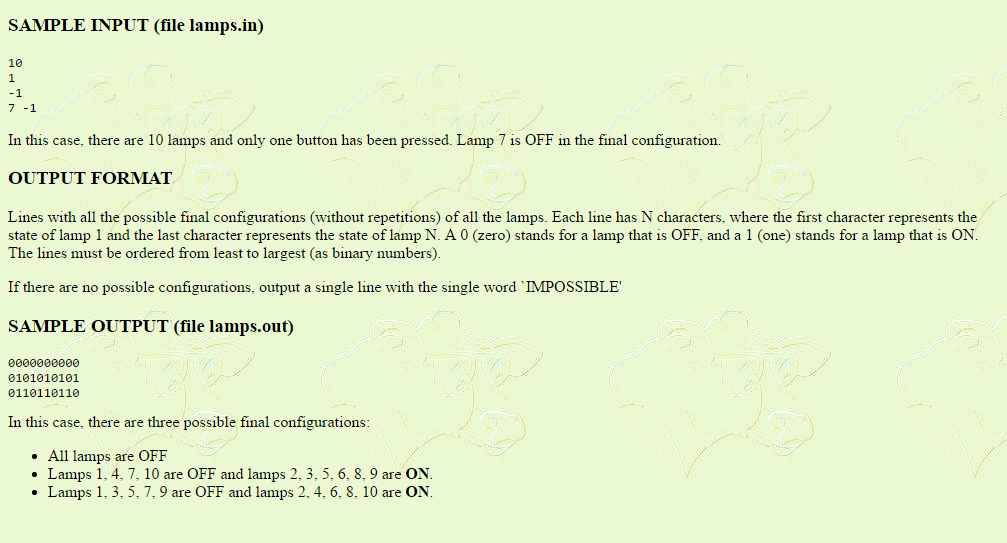 SAMPLE INPUT (file lamps.in)
10
1
-1
7 -1
In this case, there are 10 lamps and only one button has been pressed. Lamp 7 is OFF in the final configuration.
OUTPUT FORMAT
Lines with all the possible final configurations (without repetitions) of all the lamps. Each line has N characters, where the first character represents the
state of lamp 1 and the last character represents the state of lamp N. A 0 (zero) stands for a lamp that is OFF, and a 1 (one) stands for a lamp that is ON.
The lines must be ordered from least to largest (as binary numbers).
If there are no possible configurations, output a single line with the single word `IMPOSSIBLE'
SAMPLE OUTPUT (file lamps.out)
0000000000
0101010101
0110110110
In this case, there are three possible final configurations:
• All lamps are OFF
• Lamps 1, 4, 7, 10 are OFF and lamps 2, 3, 5, 6, 8, 9 are ON.
• Lamps 1, 3, 5, 7, 9 are OFF and lamps 2, 4, 6, 8, 10 are ON.